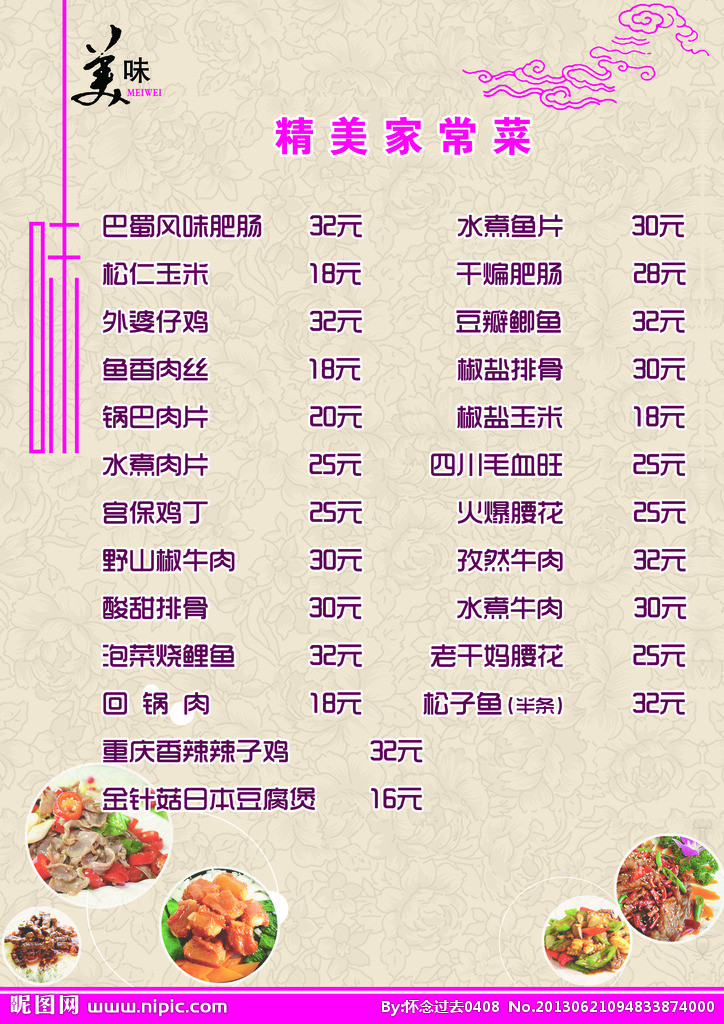 美味
MEIWEI
精美家常菜
味
巴蜀风味肥肠 32元 水煮鱼片 30元
松仁玉米 18元 干煸肥肠 28元
外婆仔鸡 32元 豆瓣鲫鱼 32元
鱼香肉丝 18元 椒盐排骨 30元
锅巴肉片 20元 椒盐玉米 18元
水煮肉片 25元 四川毛血旺 25元
宫保鸡丁 25元 火爆腰花 25元
野山椒牛肉 30元 孜然牛肉 32元
酸甜排骨 30元 水煮牛肉 30元
泡菜烧鲤鱼 32元 老干妈腰花 25元
回锅肉 18元 松子鱼(半条) 32元
重庆香辣辣子鸡 32元
金针菇日本豆腐煲 16元
昵图网 www.nipic.com By:怀念过去0408 No.20130621094833874000